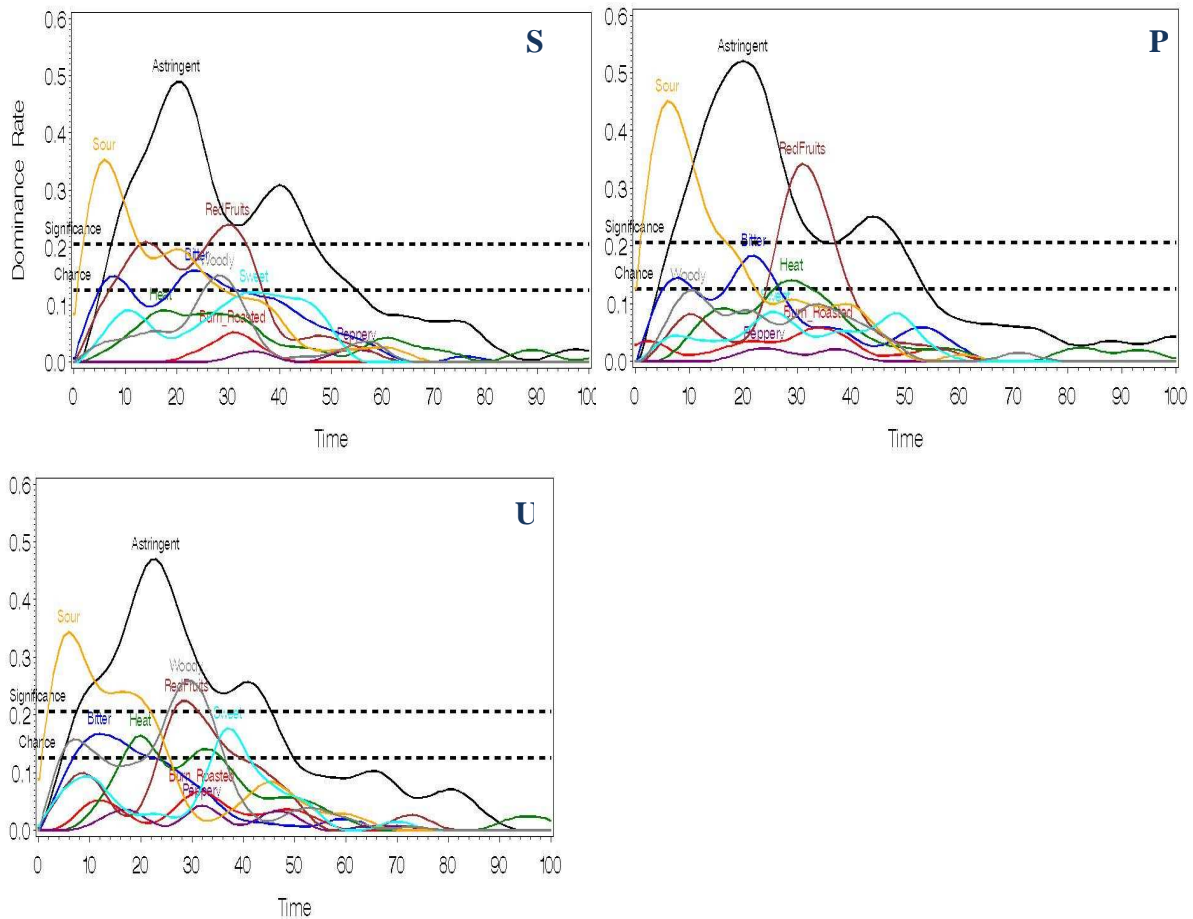 S
0.6
0.5
0.4
0.3
0.2
0.1
0.0
Dominance Rate
Astringent
Sour
RedFruits
Significance
Bitter
Woody
Chance
Sweet
Heat
Burn_Roasted
Peppery
0 10 20 30 40 50 60 70 80 90 100
Time
P
0.6
0.5
0.4
0.3
0.2
0.1
0.0
Astringent
Sour
RedFruits
Significance
Bitter
Chance
Heat
Woody
Burn_Roasted
Peppery
0 10 20 30 40 50 60 70 80 90 100
Time
U
0.6
0.5
0.4
0.3
0.2
0.1
0.0
Astringent
Sour
Woody
RedFruits
Significance
Bitter
Heat
Sweet
Chance
Burn_Roasted
Peppery
0 10 20 30 40 50 60 70 80 90 100
Time